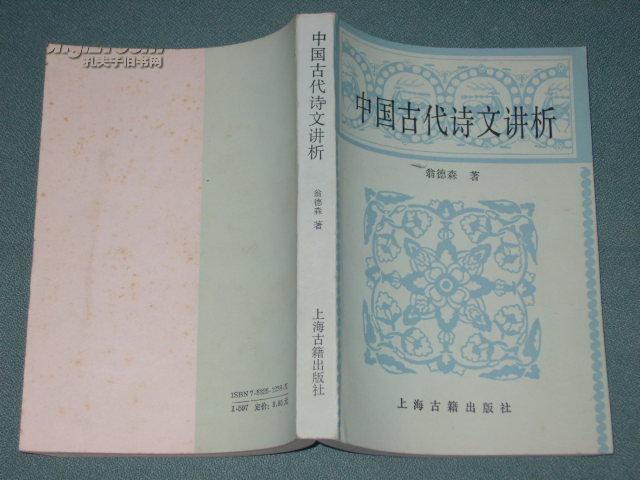 孔夫子旧书网
中国古代诗文讲析
翁德森 著
上海古籍出版社
中国古代诗文讲析
翁德森 著
上海古籍出版社
定价: